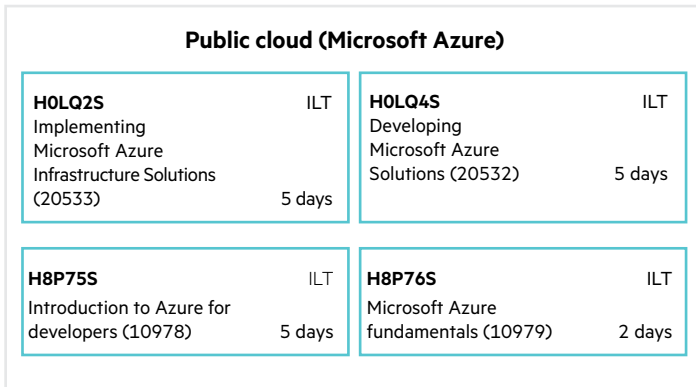 Public cloud (Microsoft Azure)
H0LQ2S ILT
Implementing
Microsoft Azure
Infrastructure Solutions
(20533) 5 days
H0LQ4S ILT
Developing
Microsoft Azure
Solutions (20532) 5 days
H8P75S ILT
Introduction to Azure for
developers (10978) 5 days
H8P76S ILT
Microsoft Azure
fundamentals (10979) 2 days